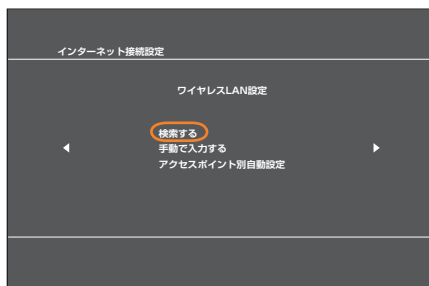 インターネット接続設定
ワイヤレスLAN設定
検索する
手動で入力する
アクセスポイント別自動設定